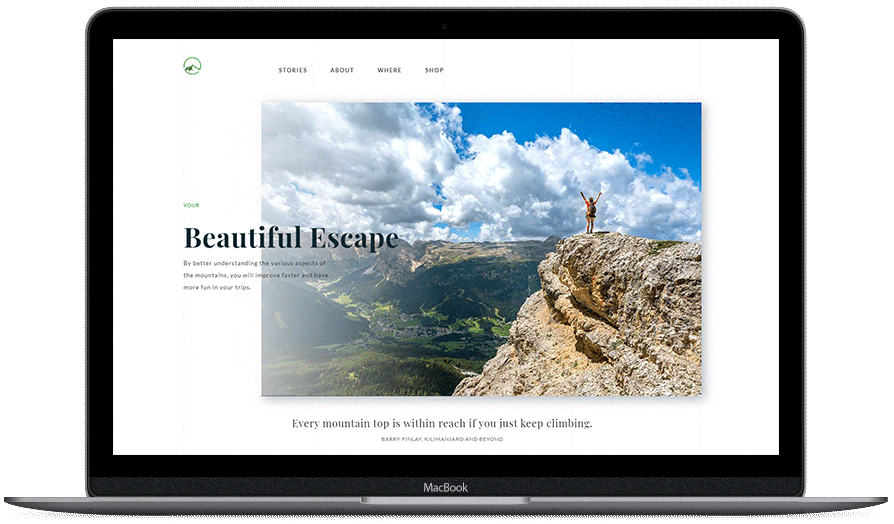 STORIES ABOUT WHERE SHOP
YOUR
Beautiful Escape
By better understanding the various aspects of
the mountains, you will improve faster and have
more fun in your trips.
Every mountain top is within reach if you just keep climbing.
BARRY FINLAY, KILIMANJARO AND BEYOND
MacBook